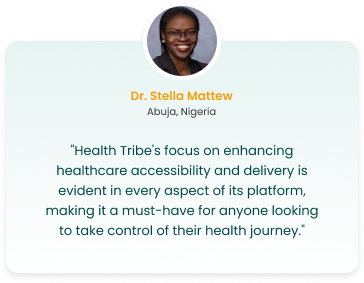 Dr. Stella Mattew
Abuja, Nigeria
"Health Tribe's focus on enhancing
healthcare accessibility and delivery is
evident in every aspect of its platform,
making it a must-have for anyone looking
to take control of their health journey."